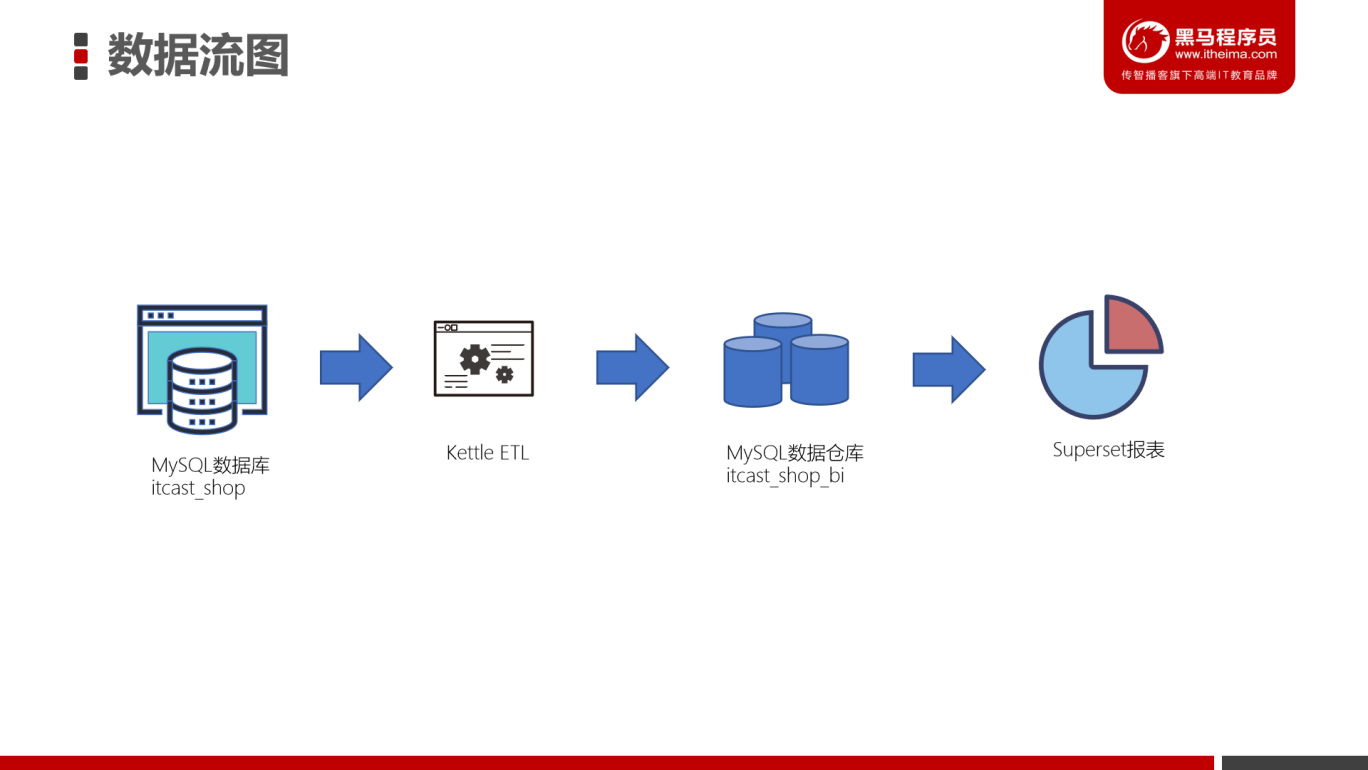 数据流图
黑马程序员
www.itheima.com
传智播客旗下高端IT教育品牌
MySQL数据库
itcast_shop
Kettle ETL
MySQL数据仓库
itcast_shop_bi
Superset报表